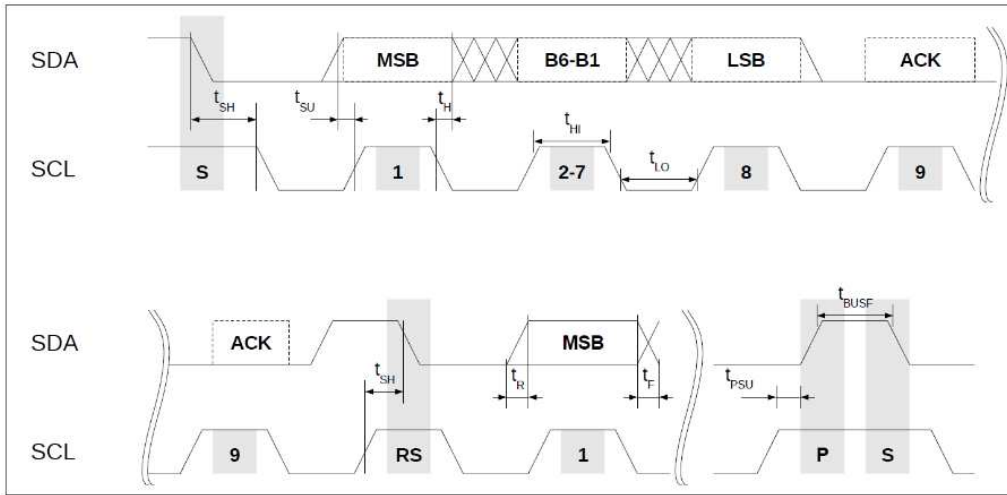 SDA MSB B6-B1 LSB ACK
tSH tSU tH tHI tLO
SCL S 1 2-7 8 9
tBUSF
SDA ACK MSB
tSH tR tF tPSU
SCL 9 RS 1 P S